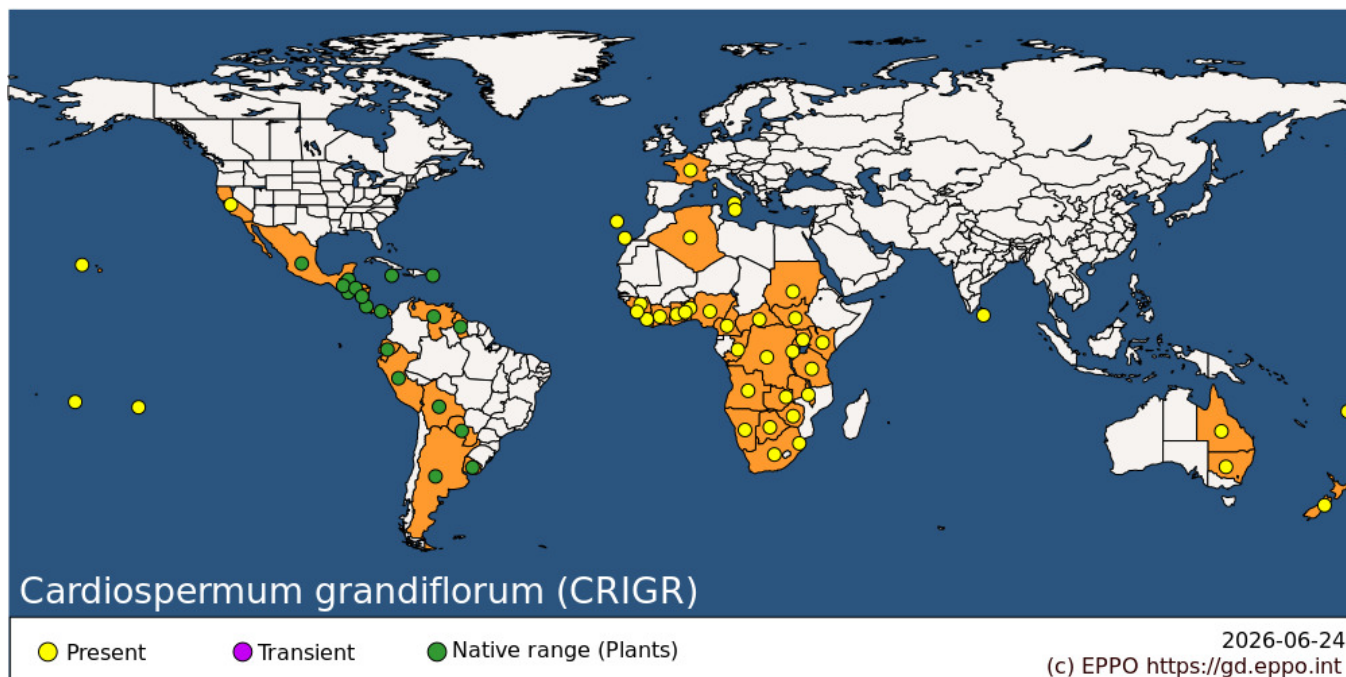 Cardiospermum grandiflorum (CRIGR)
Present
Transient
Native range (Plants)
2026-06-24
(c) EPPO https://gd.eppo.int